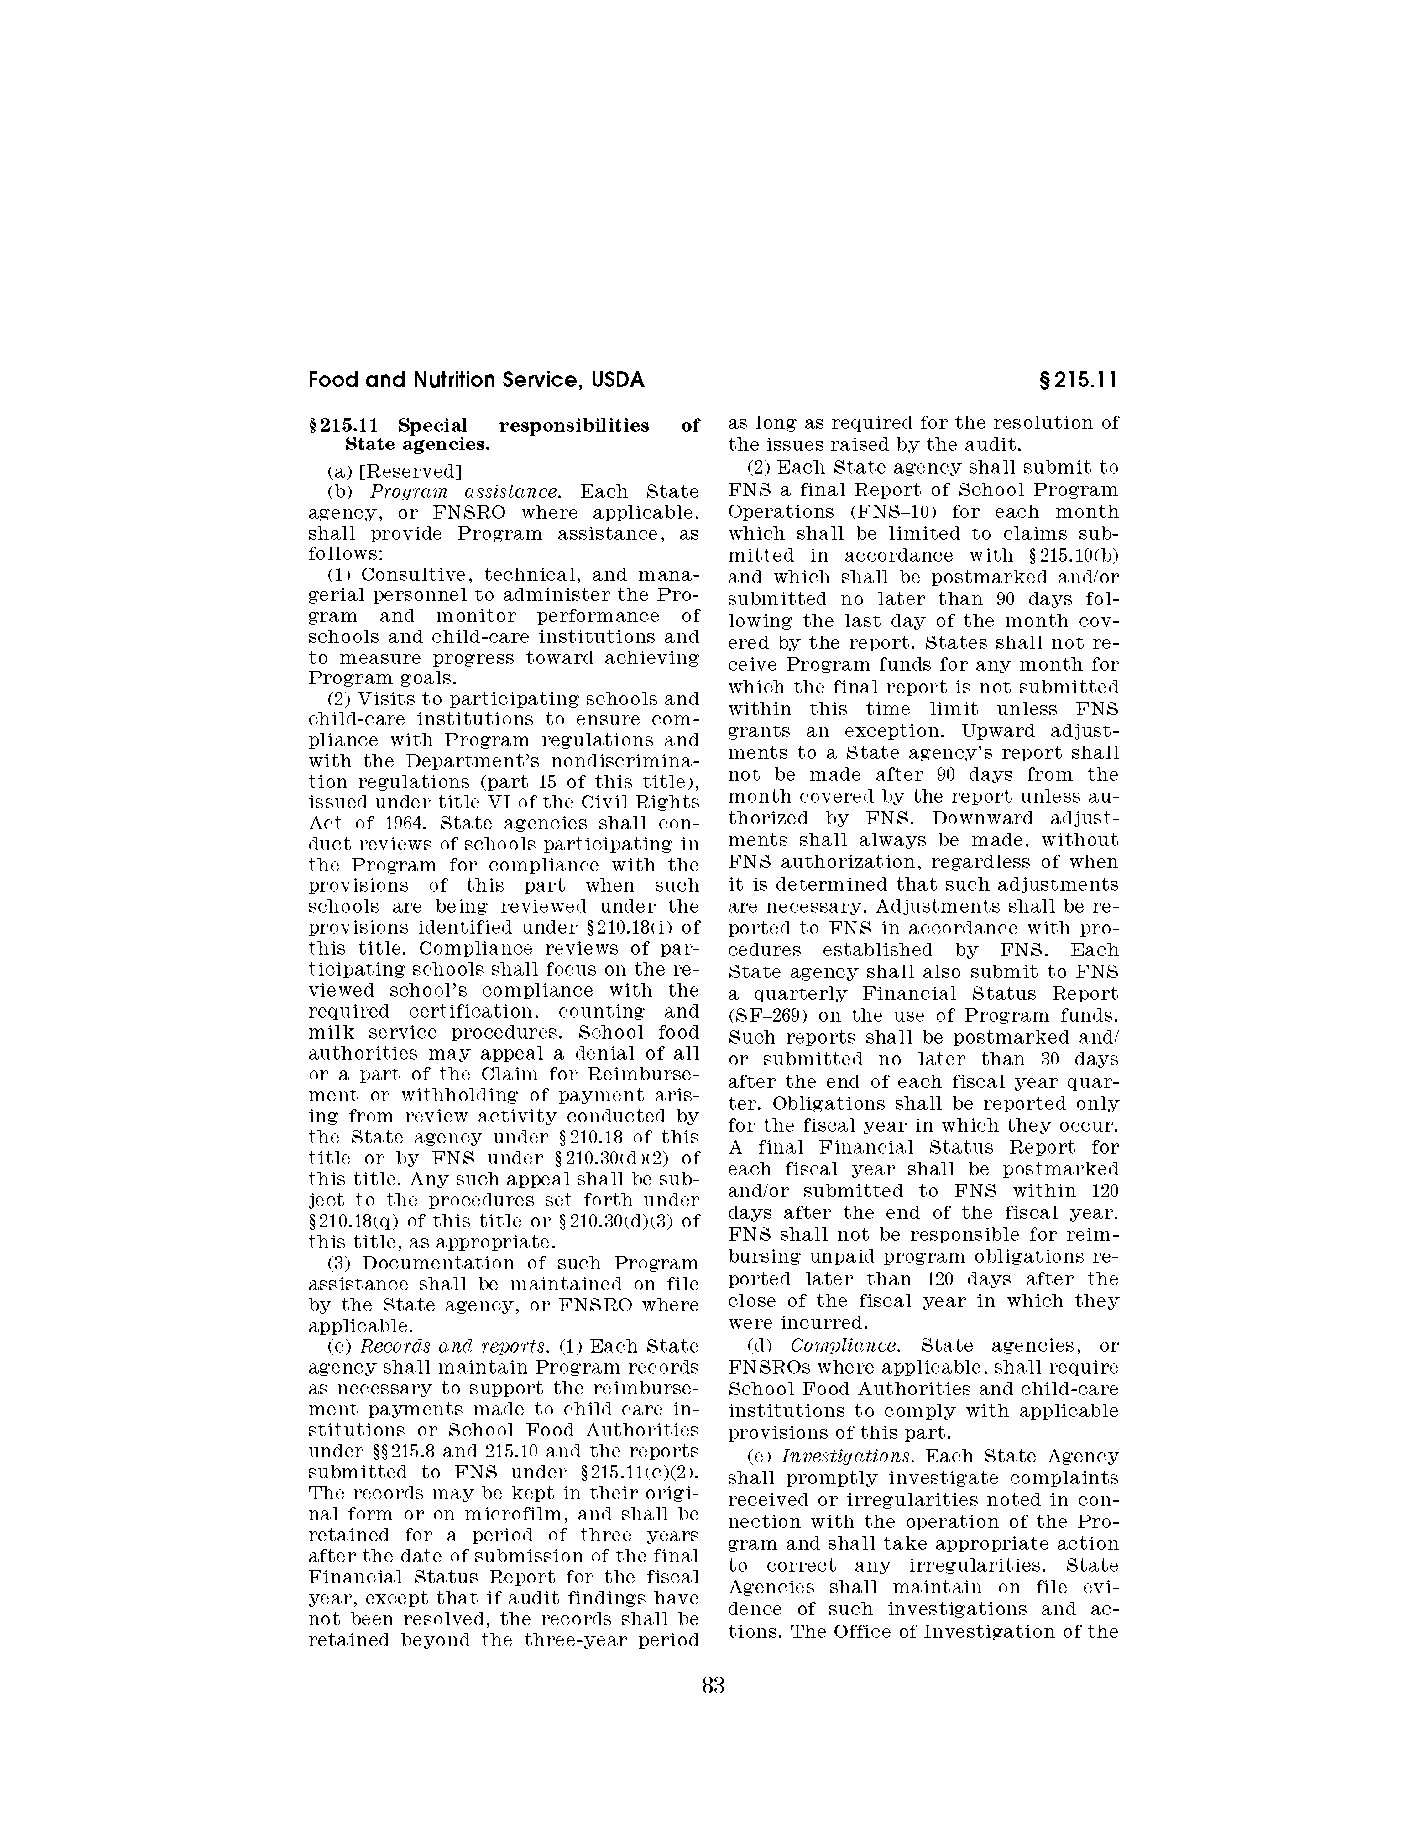 Food and Nutrition Service, USDA
§ 215.11
§ 215.11 Special responsibilities of
State agencies.
(a) [Reserved]
(b) Program assistance. Each State
agency, or FNSRO where applicable,
shall provide Program assistance, as
follows:
(1) Consultive, technical, and mana-
gerial personnel to administer the Pro-
gram and monitor performance of
schools and child-care institutions and
to measure progress toward achieving
Program goals.
(2) Visits to participating schools and
child-care institutions to ensure com-
pliance with Program regulations and
with the Department's nondiscrimina-
tion regulations (part 15 of this title),
issued under title VI of the Civil Rights
Act of 1964. State agencies shall con-
duct reviews of schools participating in
the Program for compliance with the
provisions of this part when such
schools are being reviewed under the
provisions identified under § 210.18(i) of
this title. Compliance reviews of par-
ticipating schools shall focus on the re-
viewed school's compliance with the
required certification, counting and
milk service procedures. School food
authorities may appeal a denial of all
or a part of the Claim for Reimburse-
ment or withholding of payment aris-
ing from review activity conducted by
the State agency under § 210.18 of this
title or by FNS under § 210.30(d)(2) of
this title. Any such appeal shall be sub-
ject to the procedures set forth under
§ 210.18(q) of this title or § 210.30(d)(3) of
this title, as appropriate.
(3) Documentation of such Program
assistance shall be maintained on file
by the State agency, or FNSRO where
applicable.
(c) Records and reports. (1) Each State
agency shall maintain Program records
as necessary to support the reimburse-
ment payments made to child care in-
stitutions or School Food Authorities
under §§ 215.8 and 215.10 and the reports
submitted to FNS under § 215.11(c)(2).
The records may be kept in their origi-
nal form or on microfilm, and shall be
retained for a period of three years
after the date of submission of the final
Financial Status Report for the fiscal
year, except that if audit findings have
not been resolved, the records shall be
retained beyond the three-year period
as long as required for the resolution of
the issues raised by the audit.
(2) Each State agency shall submit to
FNS a final Report of School Program
Operations (FNS–10) for each month
which shall be limited to claims sub-
mitted in accordance with § 215.10(b)
and which shall be postmarked and/or
submitted no later than 90 days fol-
lowing the last day of the month cov-
ered by the report. States shall not re-
ceive Program funds for any month for
which the final report is not submitted
within this time limit unless FNS
grants an exception. Upward adjust-
ments to a State agency's report shall
not be made after 90 days from the
month covered by the report unless au-
thorized by FNS. Downward adjust-
ments shall always be made, without
FNS authorization, regardless of when
it is determined that such adjustments
are necessary. Adjustments shall be re-
ported to FNS in accordance with pro-
cedures established by FNS. Each
State agency shall also submit to FNS
a quarterly Financial Status Report
(SF–269) on the use of Program funds.
Such reports shall be postmarked and/
or submitted no later than 30 days
after the end of each fiscal year quar-
ter. Obligations shall be reported only
for the fiscal year in which they occur.
A final Financial Status Report for
each fiscal year shall be postmarked
and/or submitted to FNS within 120
days after the end of the fiscal year.
FNS shall not be responsible for reim-
bursing unpaid program obligations re-
ported later than 120 days after the
close of the fiscal year in which they
were incurred.
(d) Compliance. State agencies, or
FNSROs where applicable, shall require
School Food Authorities and child-care
institutions to comply with applicable
provisions of this part.
(e) Investigations. Each State Agency
shall promptly investigate complaints
received or irregularities noted in con-
nection with the operation of the Pro-
gram and shall take appropriate action
to correct any irregularities. State
Agencies shall maintain on file evi-
dence of such investigations and ac-
tions. The Office of Investigation of the
83